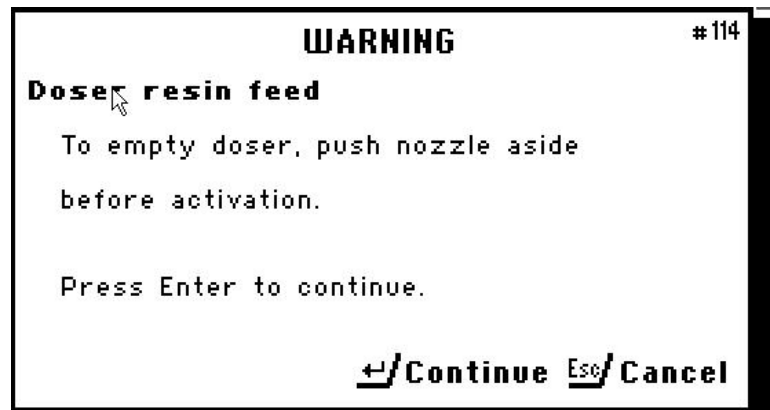 WARNING
#114
Doser resin feed
To empty doser, push nozzle aside
before activation.
Press Enter to continue.
↵/Continue Esc/Cancel